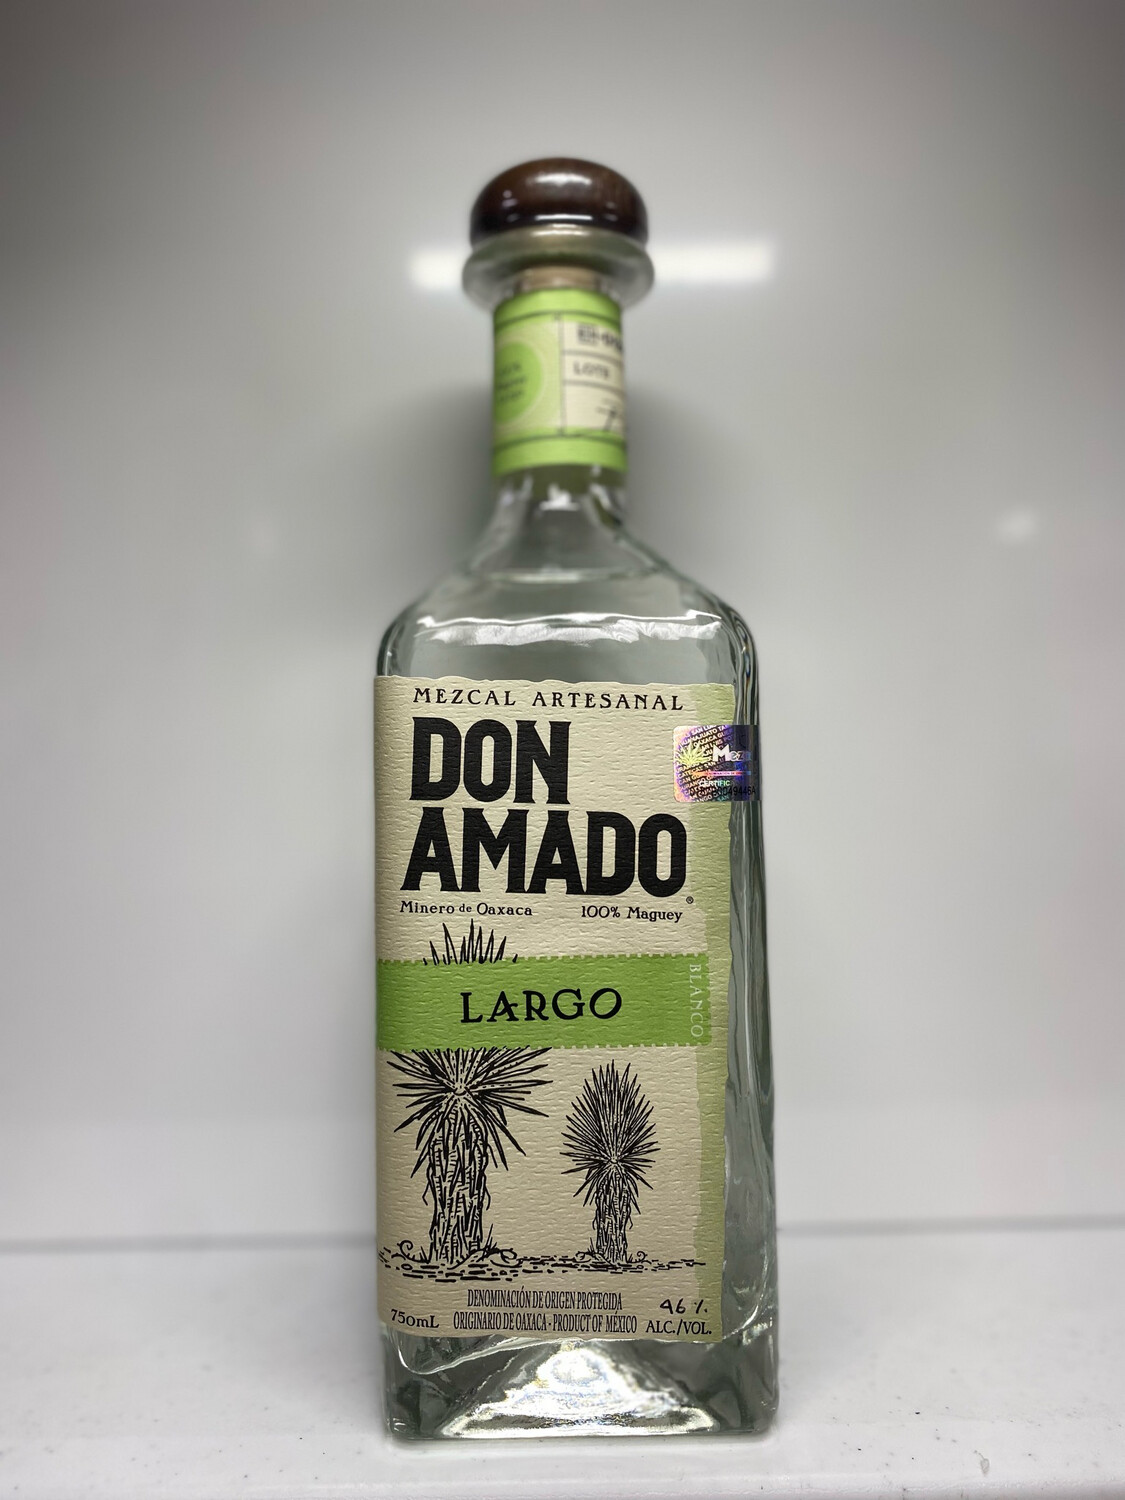 LOTE
MEZCAL ARTESANAL
DON
AMADO®
Minero de Oaxaca 100% Maguey
LARGO
BLANCO
DENOMINACIÓN DE ORIGEN PROTEGIDA
750mL ORIGINARIO DE OAXACA · PRODUCT OF MÉXICO
46 %
ALC./VOL.